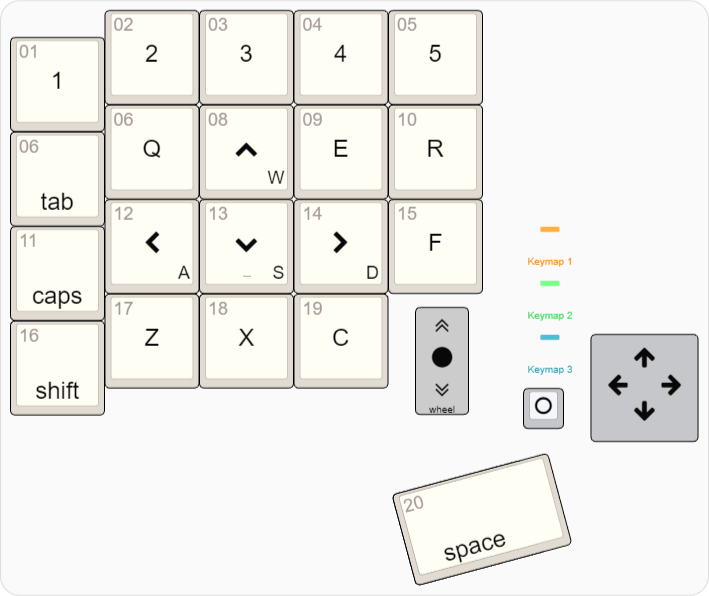 01
1
02
2
03
3
04
4
05
5
06
tab
06
Q
08
W
09
E
10
R
11
caps
12
A
13
_ S
14
D
15
F
16
shift
17
Z
18
X
19
C
wheel
Keymap 1
Keymap 2
Keymap 3
20
space